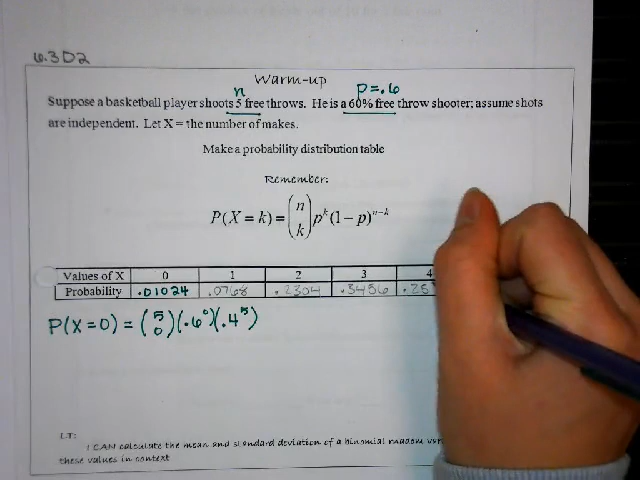 6.3D2
Warm-up
n p=.6
Suppose a basketball player shoots 5 free throws. He is a 60% free throw shooter; assume shots
are independent. Let X = the number of makes.
Make a probability distribution table
Remember:
P(X = k) = (n k) p^k (1 − p)^{n−k}
Values of X 0 1 2 3 4
Probability .01024 .0768 .2304 .3456 .25
P(X=0) = (5 0)(.6^0)(.4^5)
LT:
I CAN calculate the mean and standard deviation of a binomial random
these values in context